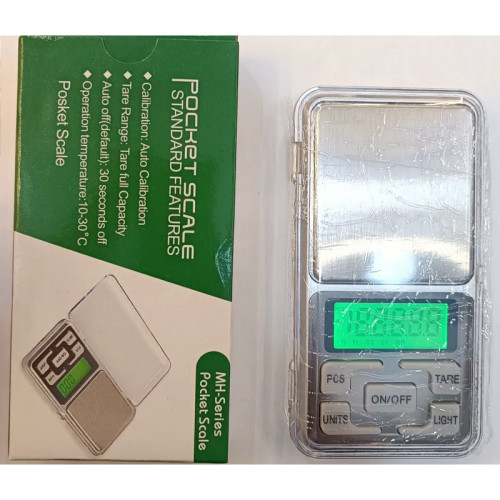 POCKET SCALE
STANDARD FEATURES
◆ Calibration: Auto Calibration
◆ Tare Range: Tare full Capacity
◆ Auto off(default): 30 seconds off
◆ Operation temperature:10-30°C
Posket Scale
MH-Series
Pocket Scale
PCS
TARE
ON/OFF
UNITS
LIGHT